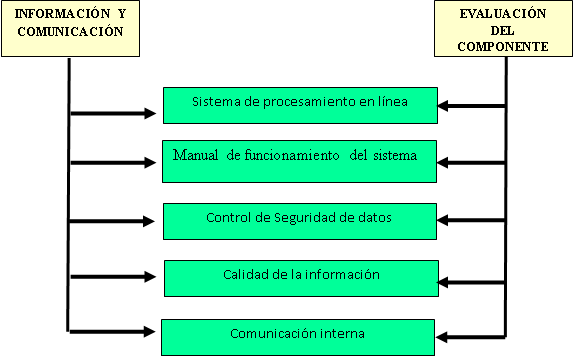 INFORMACIÓN Y
COMUNICACIÓN
EVALUACIÓN
DEL
COMPONENTE
Sistema de procesamiento en línea
Manual de funcionamiento del sistema
Control de Seguridad de datos
Calidad de la información
Comunicación interna